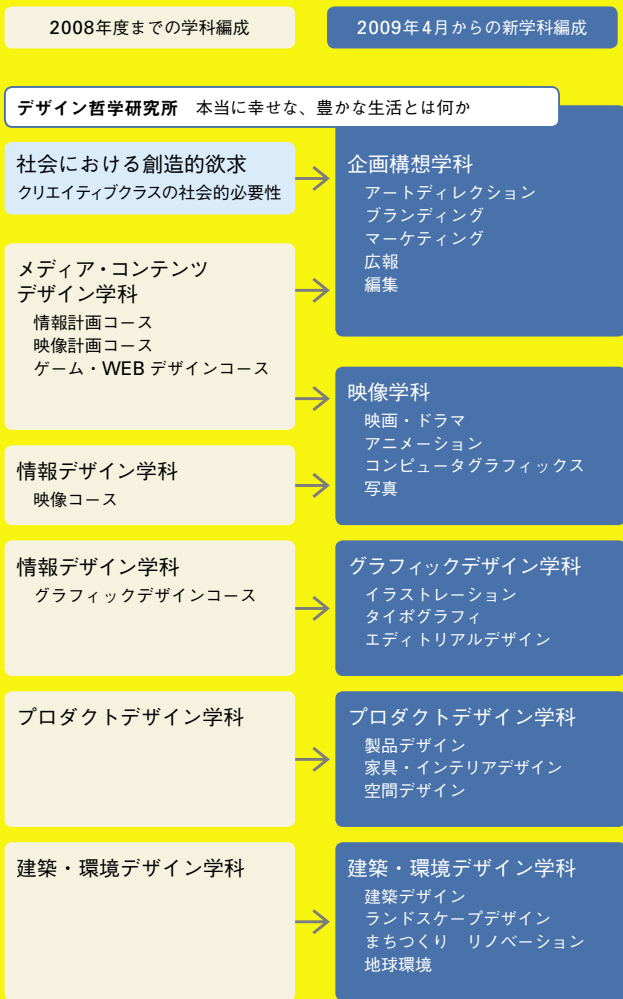 2008年度までの学科編成
2009年4月からの新学科編成
デザイン哲学研究所 本当に幸せな、豊かな生活とは何か
社会における創造的欲求
クリエイティブクラスの社会的必要性
企画構想学科
アートディレクション
ブランディング
マーケティング
広報
編集
メディア・コンテンツ
デザイン学科
情報計画コース
映像計画コース
ゲーム・WEB デザインコース
映像学科
映画・ドラマ
アニメーション
コンピュータグラフィックス
写真
情報デザイン学科
映像コース
情報デザイン学科
グラフィックデザインコース
グラフィックデザイン学科
イラストレーション
タイポグラフィ
エディトリアルデザイン
プロダクトデザイン学科
プロダクトデザイン学科
製品デザイン
家具・インテリアデザイン
空間デザイン
建築・環境デザイン学科
建築・環境デザイン学科
建築デザイン
ランドスケープデザイン
まちつくり リノベーション
地球環境